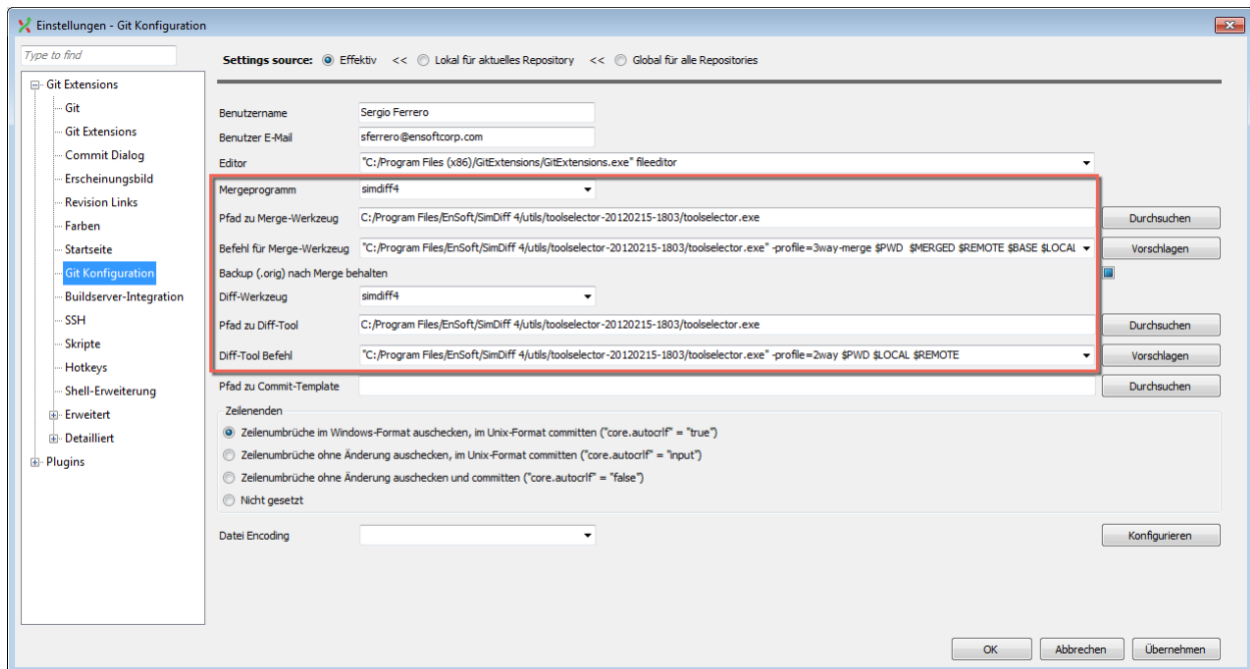 Einstellungen - Git Konfiguration
Type to find
Settings source: Effektiv << Lokal für aktuelles Repository << Global für alle Repositories
Git Extensions
Git
Git Extensions
Commit Dialog
Erscheinungsbild
Revision Links
Farben
Startseite
Git Konfiguration
Buildserver-Integration
SSH
Skripte
Hotkeys
Shell-Erweiterung
Erweitert
Detailliert
Plugins
Benutzername Sergio Ferrero
Benutzer E-Mail sferrero@ensoftcorp.com
Editor "C:/Program Files (x86)/GitExtensions/GitExtensions.exe" fileeditor
Mergeprogramm simdiff4
Pfad zu Merge-Werkzeug C:/Program Files/EnSoft/SimDiff 4/utils/toolselector-20120215-1803/toolselector.exe Durchsuchen
Befehl für Merge-Werkzeug "C:/Program Files/EnSoft/SimDiff 4/utils/toolselector-20120215-1803/toolselector.exe" -profile=3way-merge $PWD $MERGED $REMOTE $BASE $LOCAL Vorschlagen
Backup (.orig) nach Merge behalten
Diff-Werkzeug simdiff4
Pfad zu Diff-Tool C:/Program Files/EnSoft/SimDiff 4/utils/toolselector-20120215-1803/toolselector.exe Durchsuchen
Diff-Tool Befehl "C:/Program Files/EnSoft/SimDiff 4/utils/toolselector-20120215-1803/toolselector.exe" -profile=2way $PWD $LOCAL $REMOTE Vorschlagen
Pfad zu Commit-Template Durchsuchen
Zeilenenden
Zeilenumbrüche im Windows-Format auschecken, im Unix-Format committen ("core.autocrlf" = "true")
Zeilenumbrüche ohne Änderung auschecken, im Unix-Format committen ("core.autocrlf" = "input")
Zeilenumbrüche ohne Änderung auschecken und committen ("core.autocrlf" = "false")
Nicht gesetzt
Datei Encoding Konfigurieren
OK Abbrechen Übernehmen